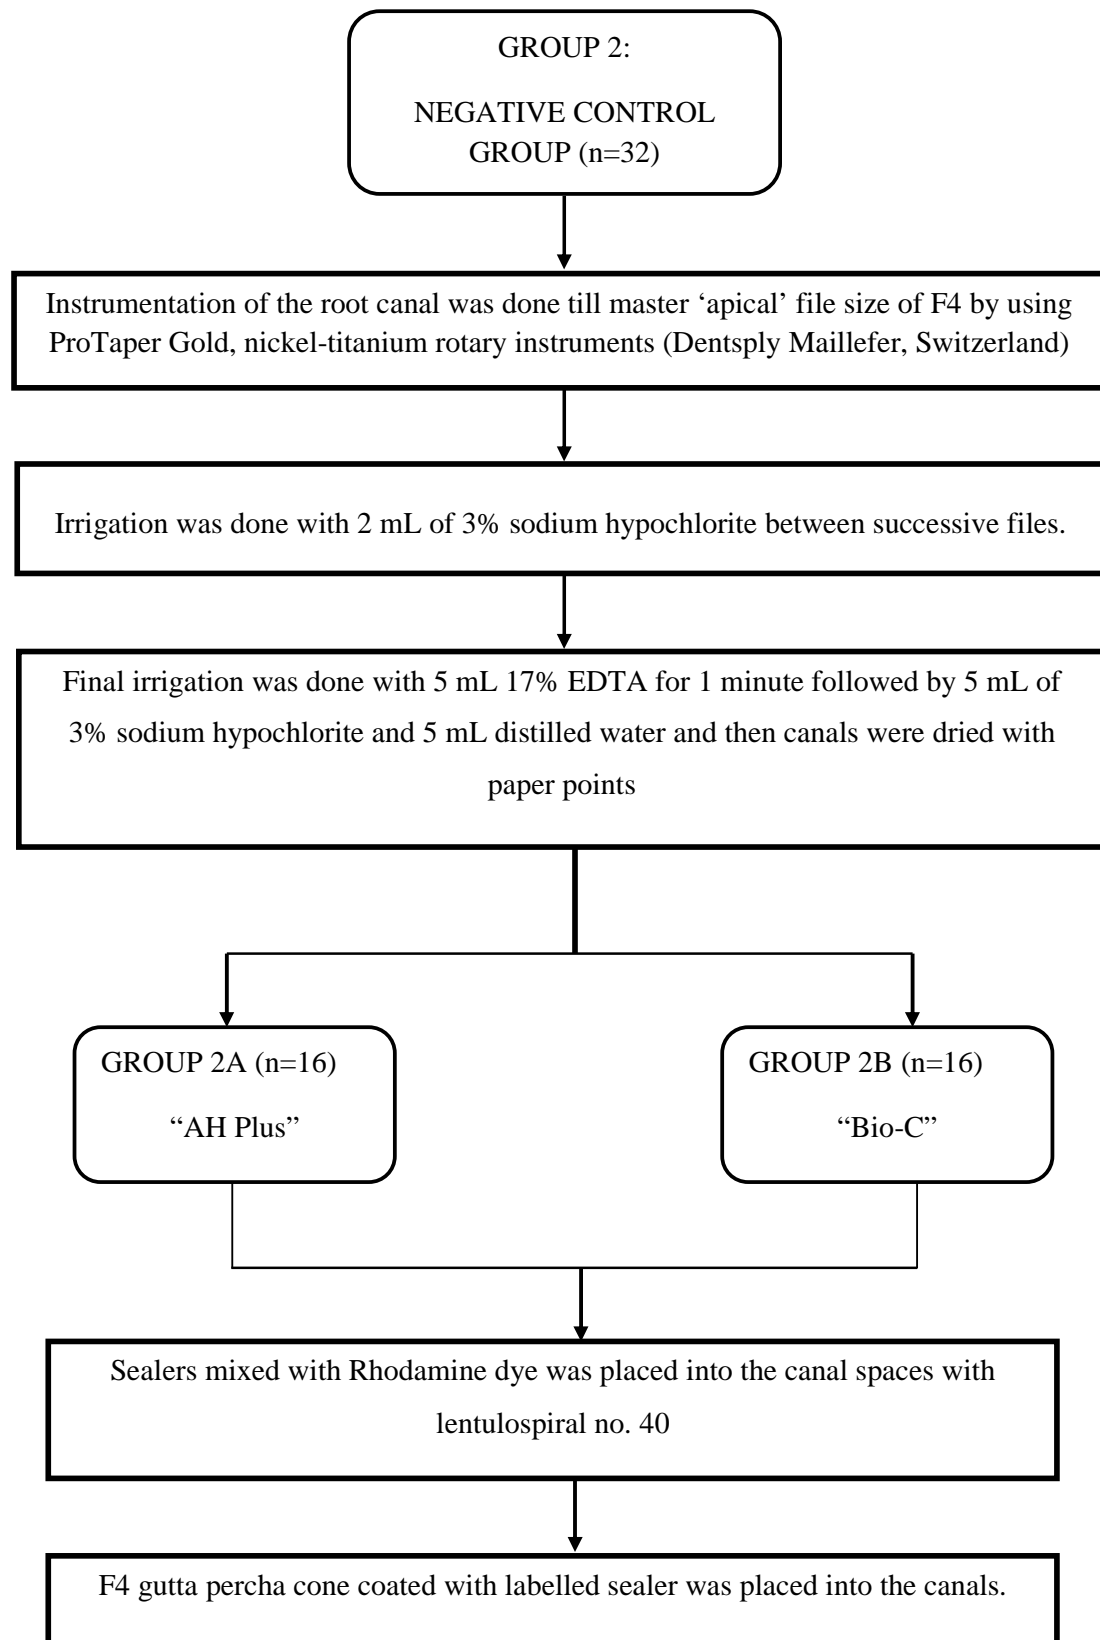 GROUP 2:
NEGATIVE CONTROL
GROUP (n=32)
Instrumentation of the root canal was done till master ‘apical’ file size of F4 by using
ProTaper Gold, nickel-titanium rotary instruments (Dentsply Maillefer, Switzerland)
Irrigation was done with 2 mL of 3% sodium hypochlorite between successive files.
Final irrigation was done with 5 mL 17% EDTA for 1 minute followed by 5 mL of
3% sodium hypochlorite and 5 mL distilled water and then canals were dried with
paper points
GROUP 2A (n=16)
“AH Plus”
GROUP 2B (n=16)
“Bio-C”
Sealers mixed with Rhodamine dye was placed into the canal spaces with
lentulospiral no. 40
F4 gutta percha cone coated with labelled sealer was placed into the canals.